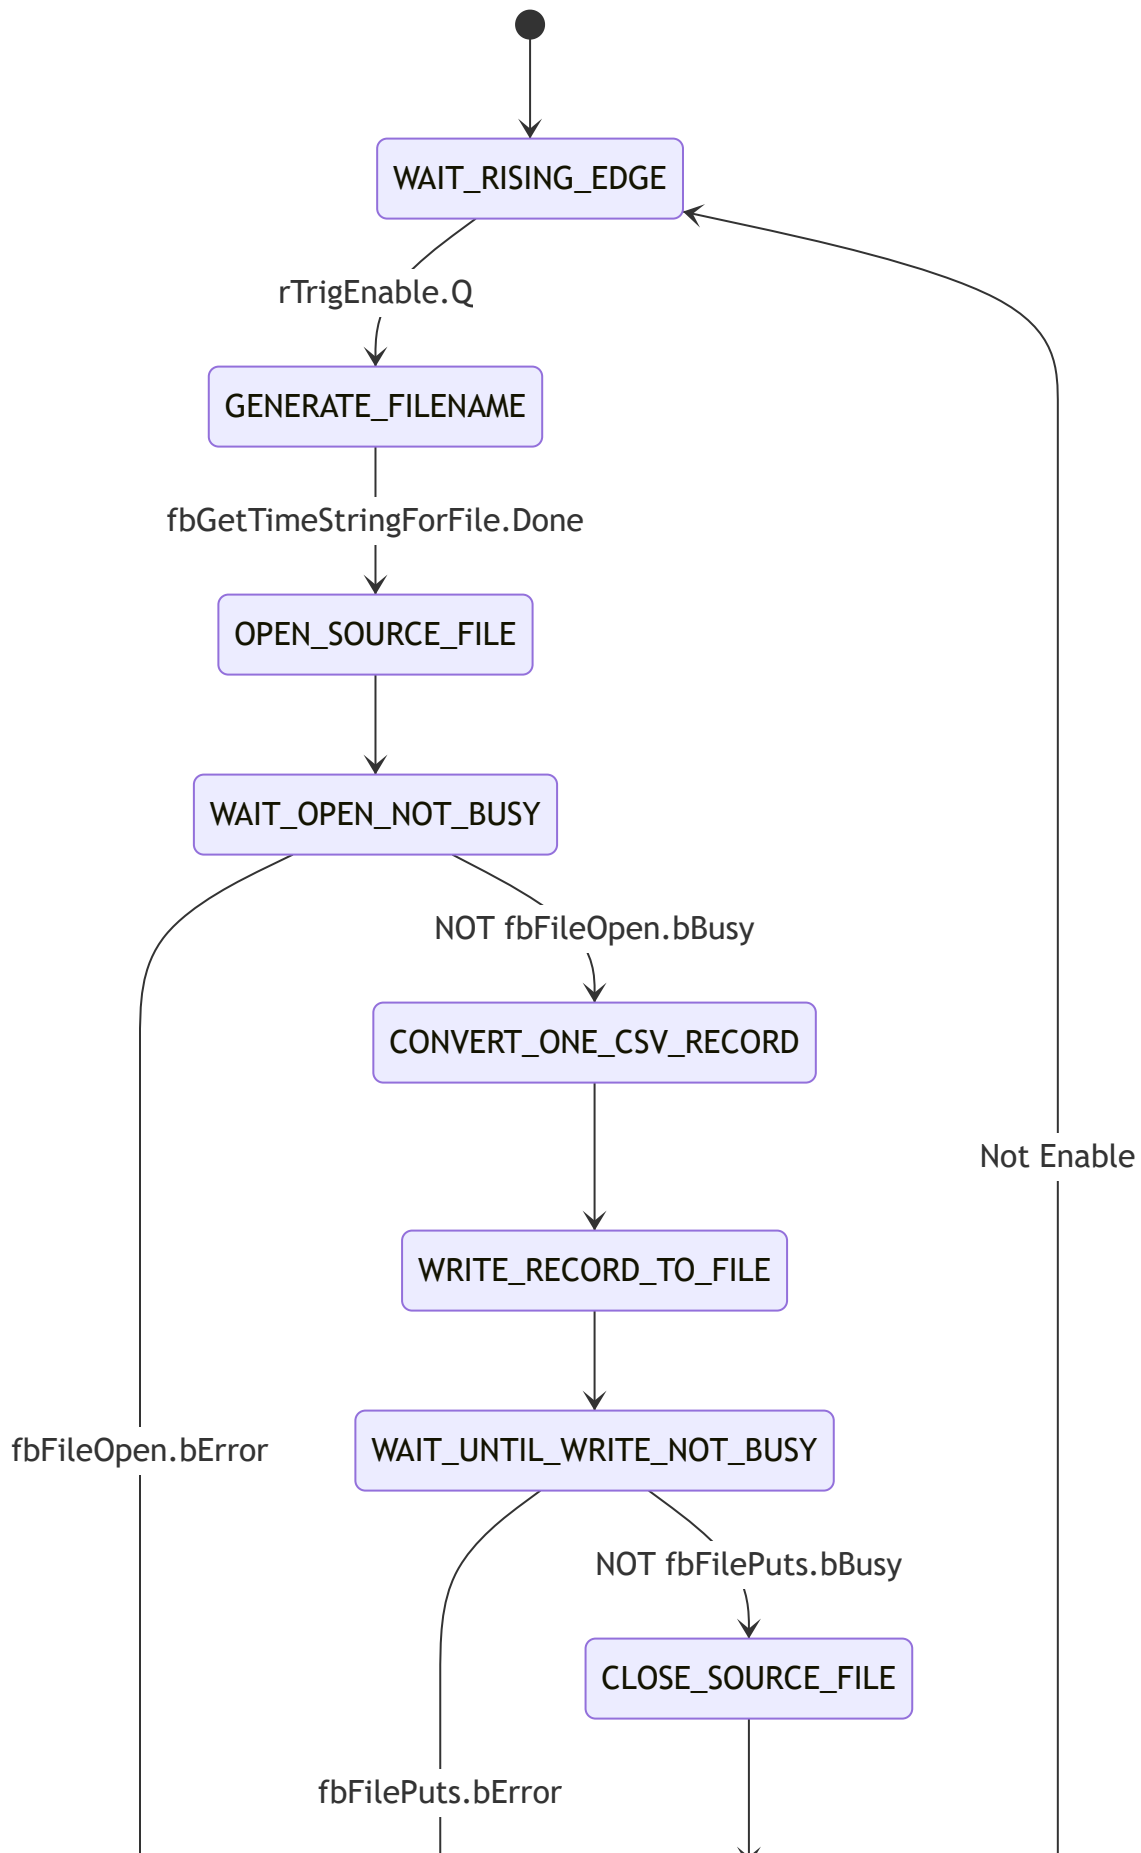 WAIT_RISING_EDGE
rTrigEnable.Q
GENERATE_FILENAME
fbGetTimeStringForFile.Done
OPEN_SOURCE_FILE
WAIT_OPEN_NOT_BUSY
NOT fbFileOpen.bBusy
CONVERT_ONE_CSV_RECORD
Not Enable
WRITE_RECORD_TO_FILE
fbFileOpen.bError
WAIT_UNTIL_WRITE_NOT_BUSY
NOT fbFilePuts.bBusy
CLOSE_SOURCE_FILE
fbFilePuts.bError